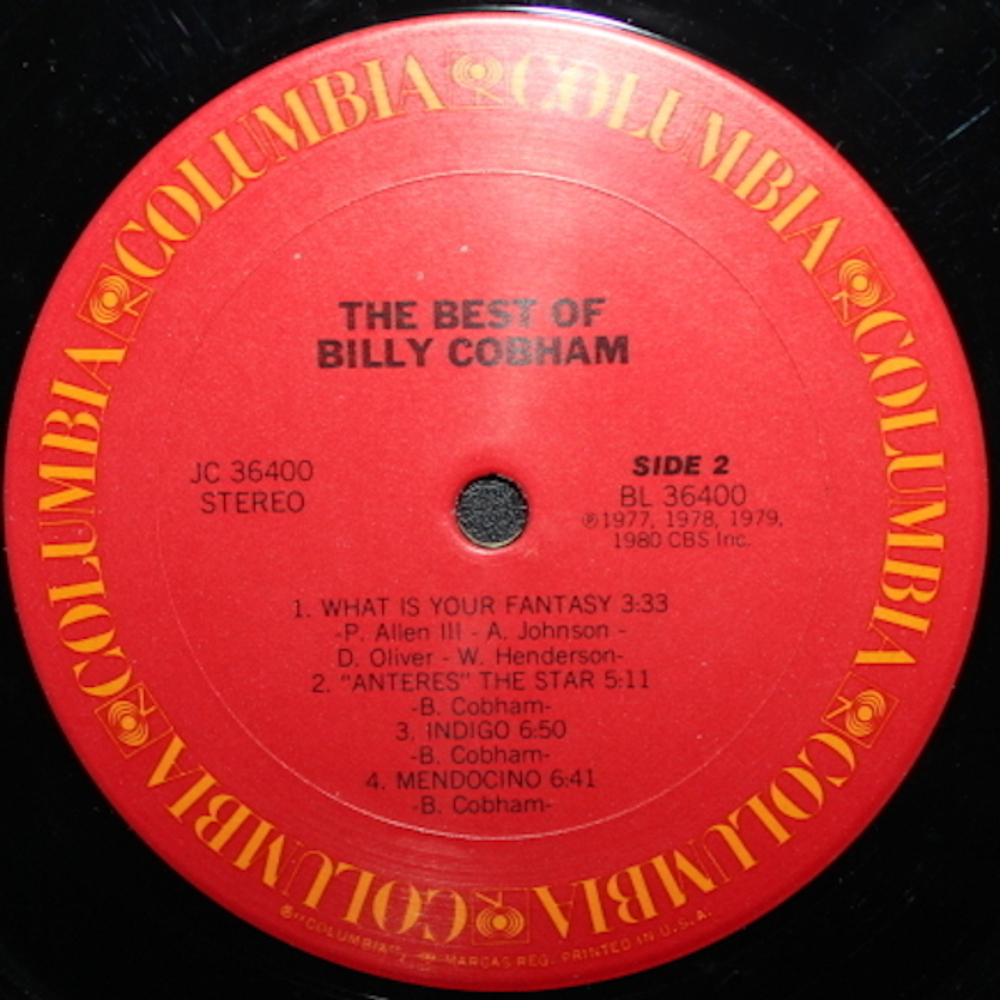 COLUMBIA COLUMBIA COLUMBIA COLUMBIA COLUMBIA COLUMBIA COLUMBIA
THE BEST OF
BILLY COBHAM
JC 36400
STEREO
SIDE 2
BL 36400
℗1977, 1978, 1979,
1980 CBS Inc.
1. WHAT IS YOUR FANTASY 3:33
-P. Allen III - A. Johnson -
D. Oliver - W. Henderson-
2. "ANTERES" THE STAR 5:11
-B. Cobham-
3. INDIGO 6:50
-B. Cobham-
4. MENDOCINO 6:41
-B. Cobham-
"COLUMBIA", MARCAS REG. PRINTED IN U.S.A.